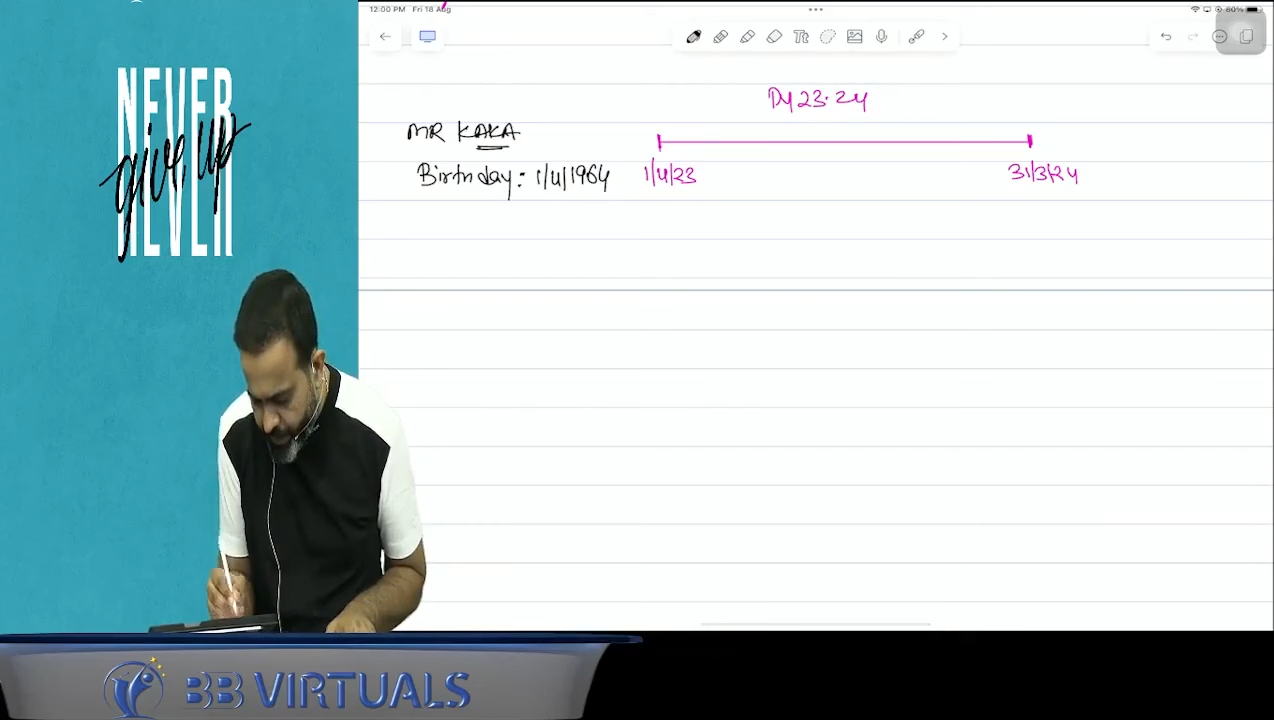 12:00 PM Fri 18 Aug
60%
NEVER
give up
NEVER
PY 23-24
MR KAKA
Birthday: 1/4/1964
1/4/23
31/3/24
BB VIRTUALS